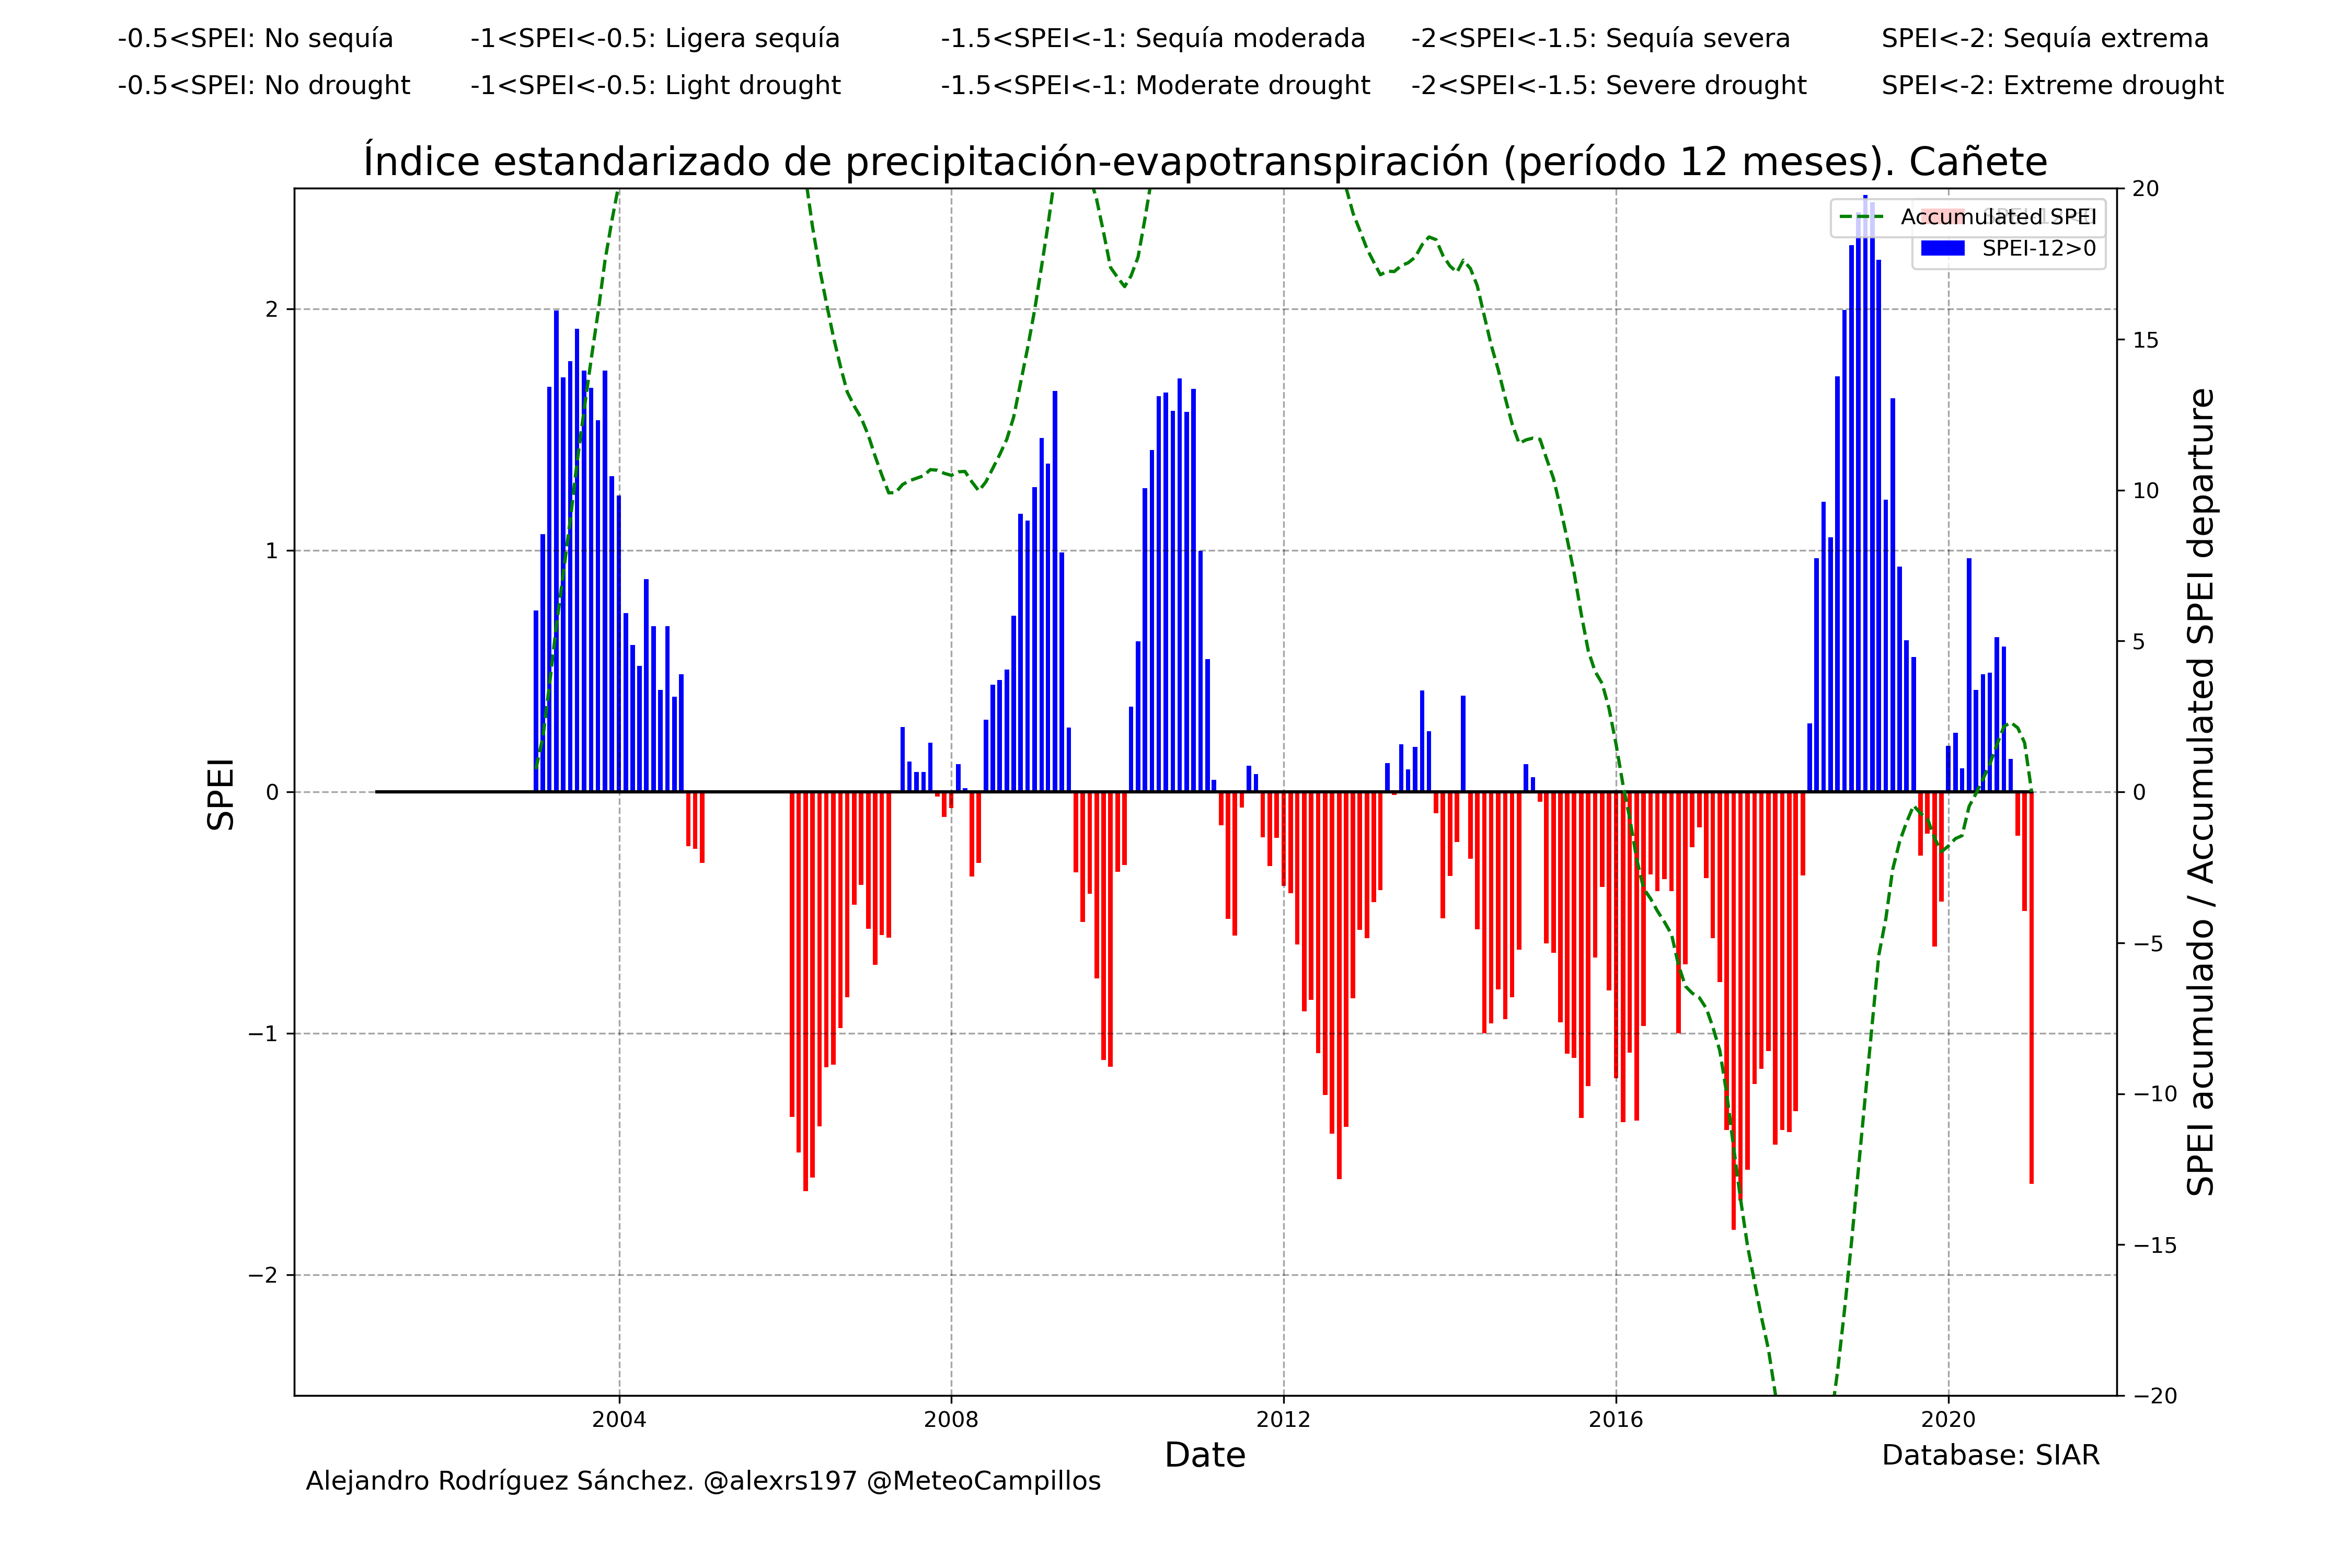 -0.5<SPEI: No sequía -1<SPEI<-0.5: Ligera sequía -1.5<SPEI<-1: Sequía moderada -2<SPEI<-1.5: Sequía severa SPEI<-2: Sequía extrema
-0.5<SPEI: No drought -1<SPEI<-0.5: Light drought -1.5<SPEI<-1: Moderate drought -2<SPEI<-1.5: Severe drought SPEI<-2: Extreme drought
Índice estandarizado de precipitación-evapotranspiración (período 12 meses). Cañete
Accumulated SPEI
SPEI-12>0
SPEI
2
1
0
−1
−2
20
15
10
5
0
−5
−10
−15
−20
SPEI acumulado / Accumulated SPEI departure
2004 2008 2012 2016 2020
Date
Database: SIAR
Alejandro Rodríguez Sánchez. @alexrs197 @MeteoCampillos